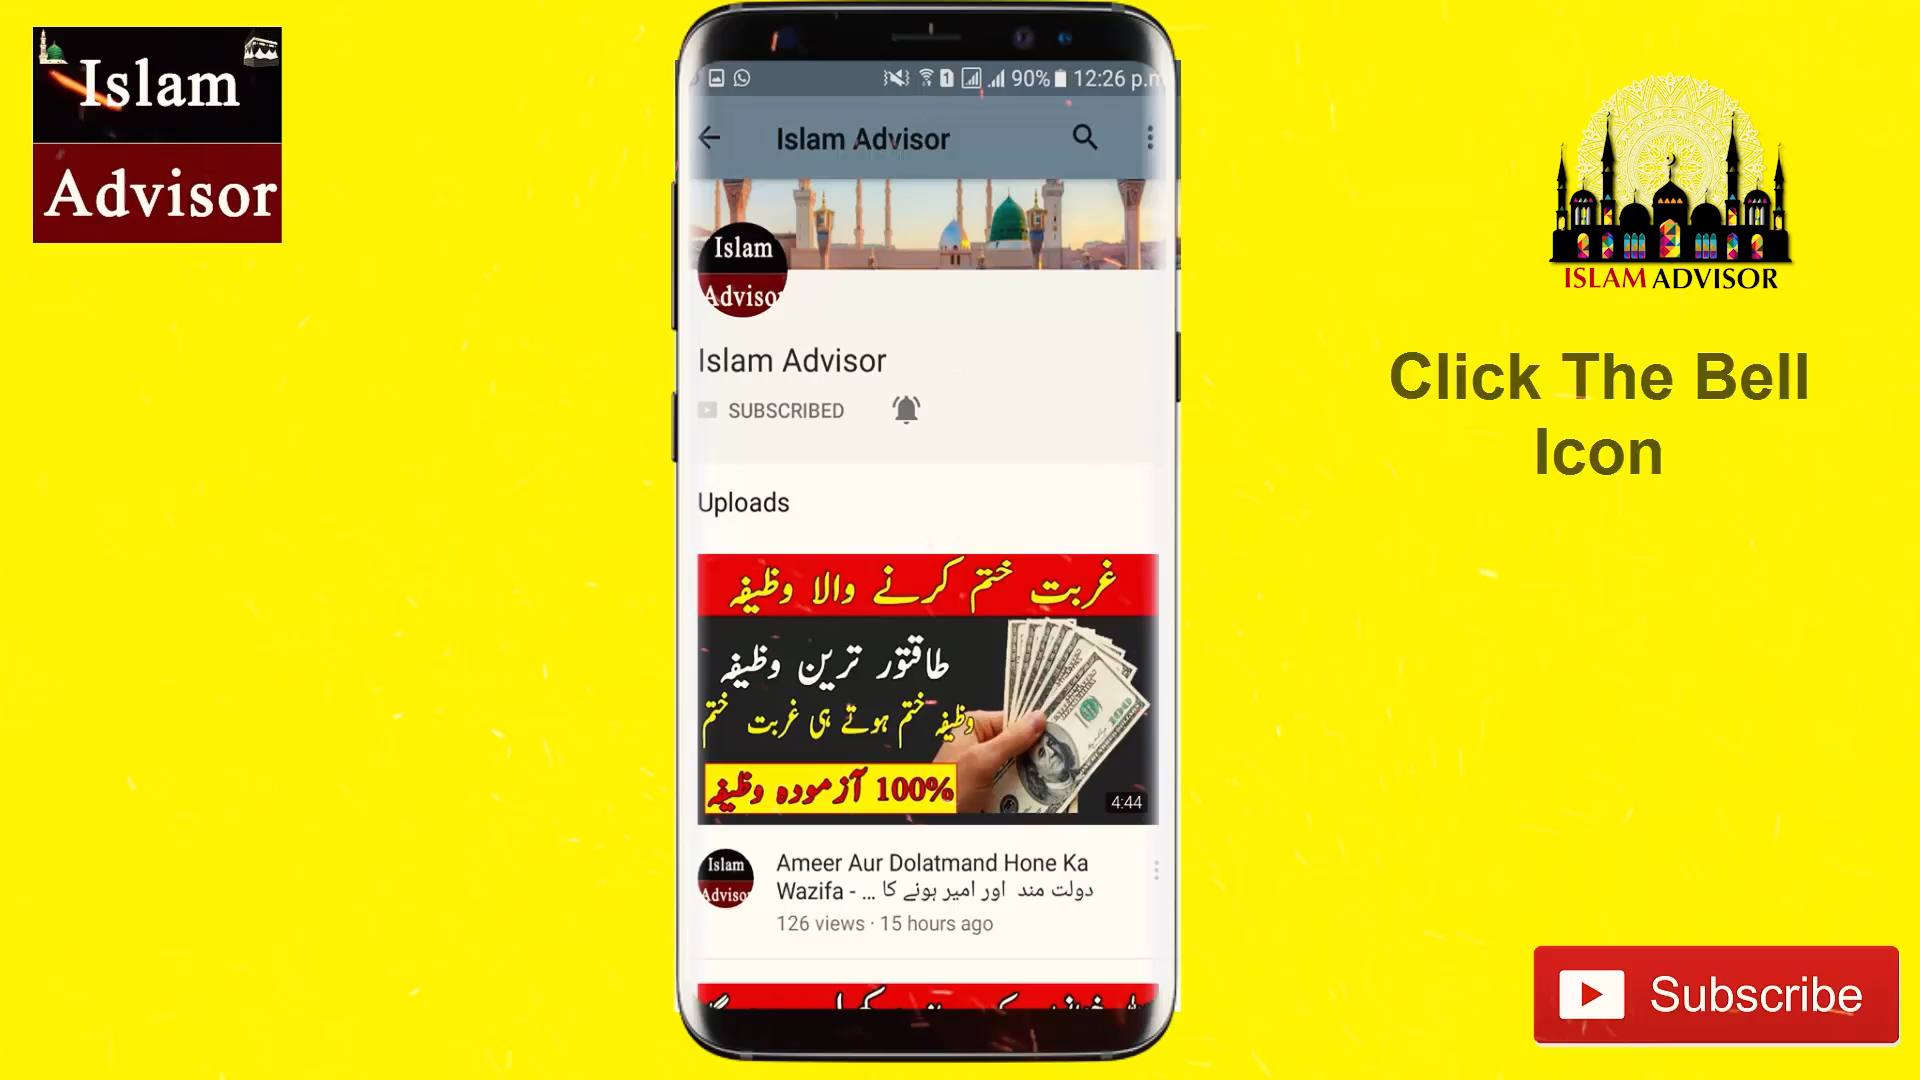 Islam
Advisor
90% 12:26 p.m
Islam Advisor
Islam
Advisor
Islam Advisor
SUBSCRIBED
Uploads
غربت ختم کرنے والا وظیفہ
طاقتور ترین وظیفہ
وظیفہ ختم ہوتے ہی غربت ختم
100% آزمودہ وظیفہ
4:44
Islam
Advisor
Ameer Aur Dolatmand Hone Ka
Wazifa - ... دولت مند اور امیر ہونے کا
126 views · 15 hours ago
ISLAM ADVISOR
Click The Bell
Icon
Subscribe